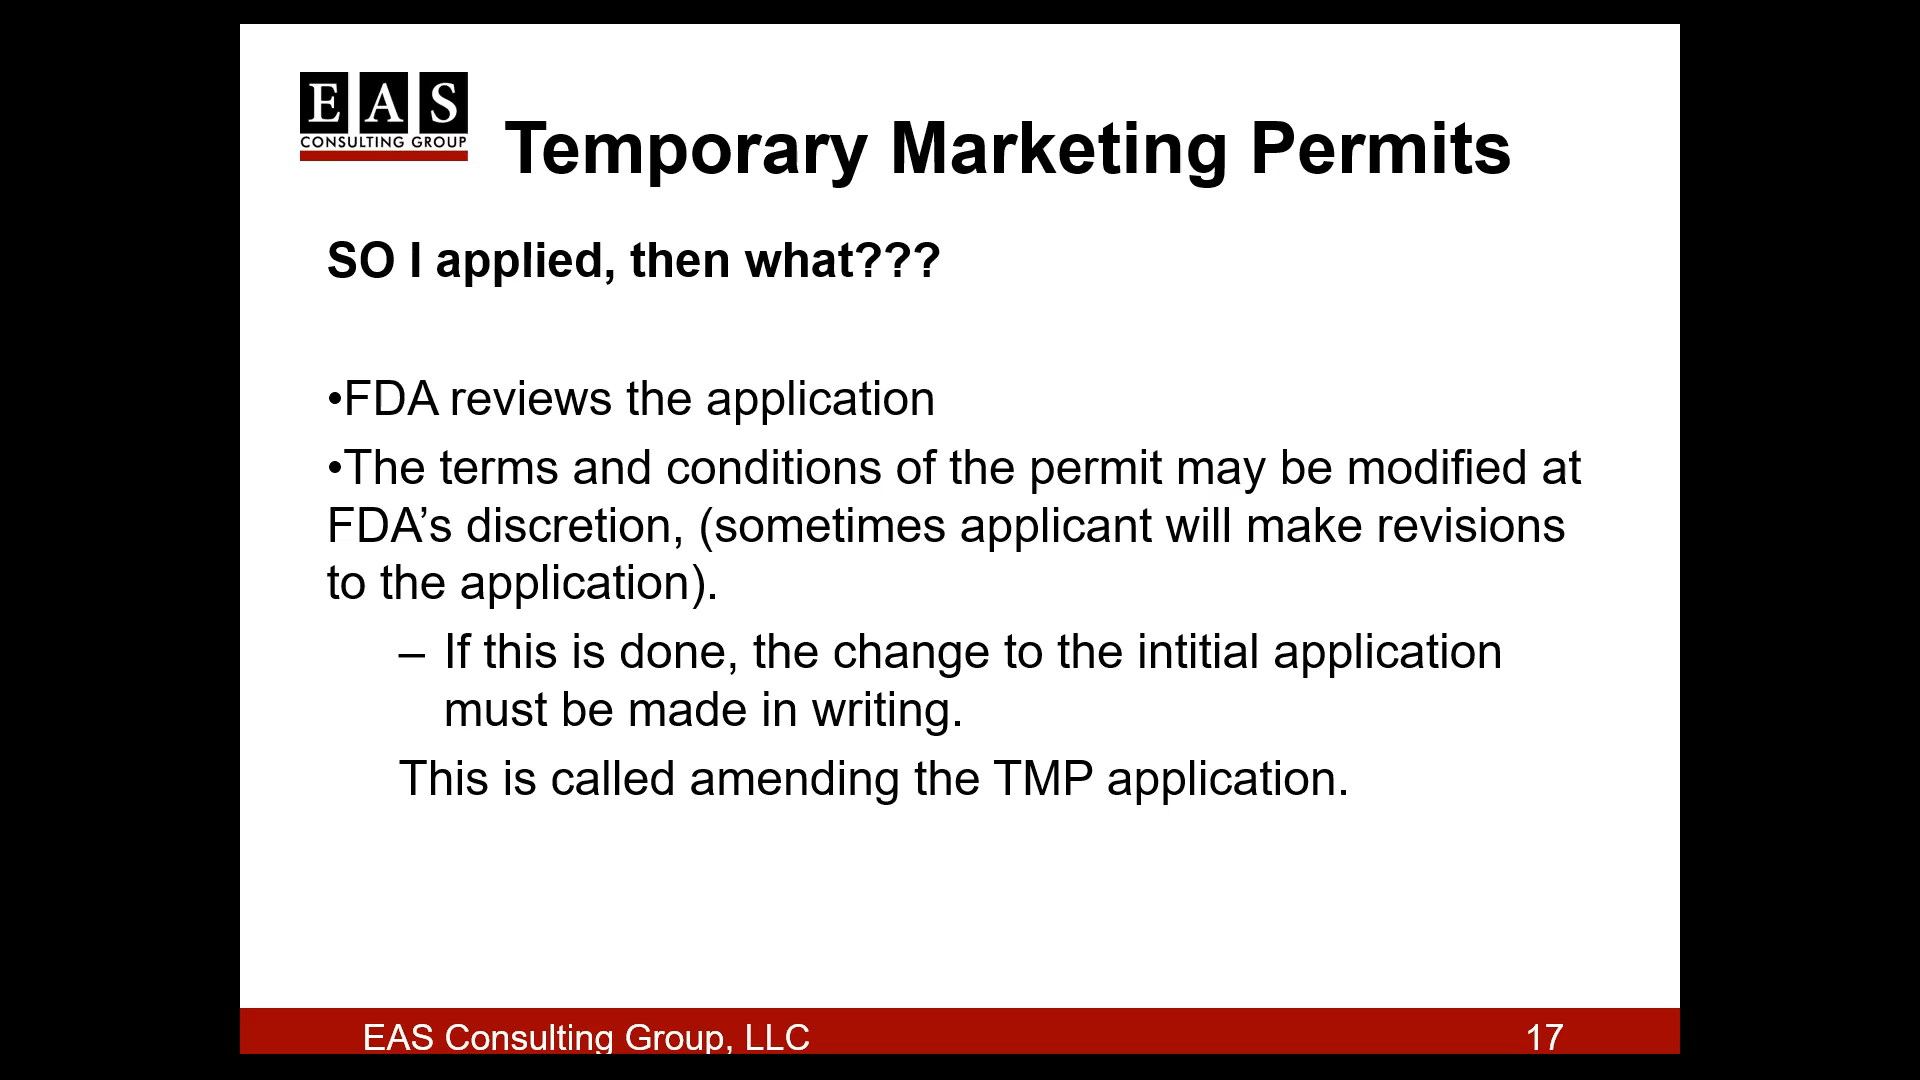 E A S
CONSULTING GROUP
Temporary Marketing Permits
SO I applied, then what???
•FDA reviews the application
•The terms and conditions of the permit may be modified at
FDA’s discretion, (sometimes applicant will make revisions
to the application).
– If this is done, the change to the intitial application
must be made in writing.
This is called amending the TMP application.
EAS Consulting Group, LLC
17